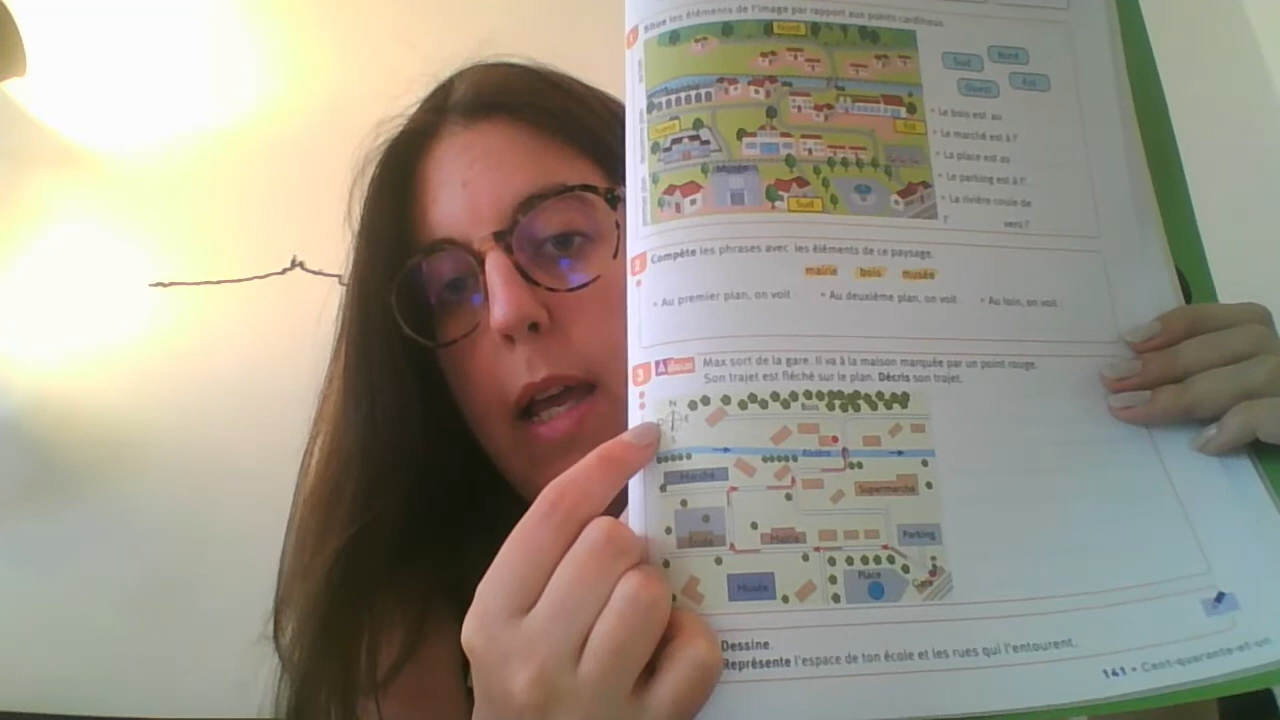 1 Situe les éléments de l'image par rapport aux points cardinaux.
Nord
Sud Nord
Ouest Est
Ouest
Est
Musée
Sud
• Le bois est au
• Le marché est à l'
• La place est au
• Le parking est à l'
• La rivière coule de
l' vers l'
2 Complète les phrases avec les éléments de ce paysage.
mairie bois musée
• Au premier plan, on voit • Au deuxième plan, on voit • Au loin, on voit
3 À deux Max sort de la gare. Il va à la maison marquée par un point rouge.
Son trajet est fléché sur le plan. Décris son trajet.
N
Bois
O E
Rivière
Marché
Supermarché
École Mairie Parking
Musée Place Gare
Dessine.
Représente l'espace de ton école et les rues qui l'entourent.
141 • Cent-quarante-et-un